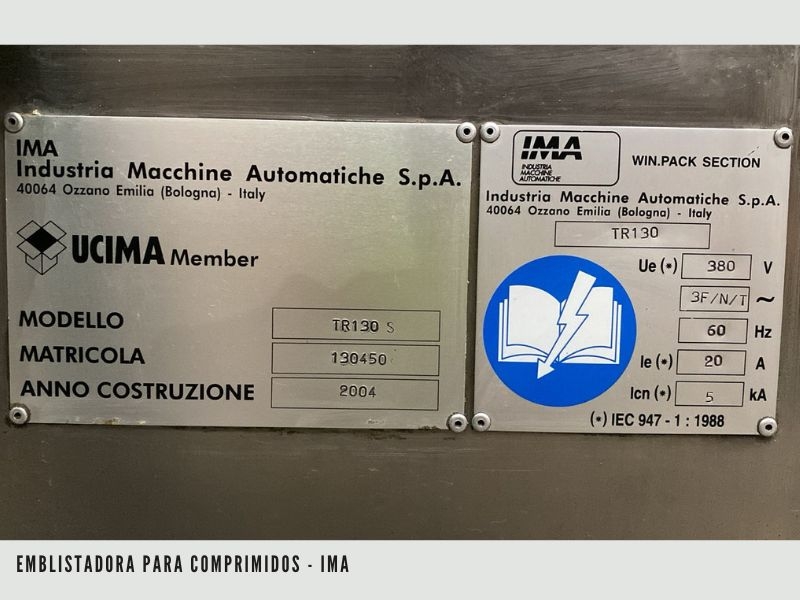 IMA
Industria Macchine Automatiche S.p.A.
40064 Ozzano Emilia (Bologna) - Italy
UCIMA Member
MODELLO TR130 S
MATRICOLA 130450
ANNO COSTRUZIONE 2004
IMA
INDUSTRIA
MACCHINE
AUTOMATICHE
WIN.PACK SECTION
Industria Macchine Automatiche S.p.A.
40064 Ozzano Emilia (Bologna) - Italy
TR130
Ue (*) 380 V
3F/N/T ~
60 Hz
Ie (*) 20 A
Icn (*) 5 kA
(*) IEC 947 - 1 : 1988
EMBLISTADORA PARA COMPRIMIDOS - IMA